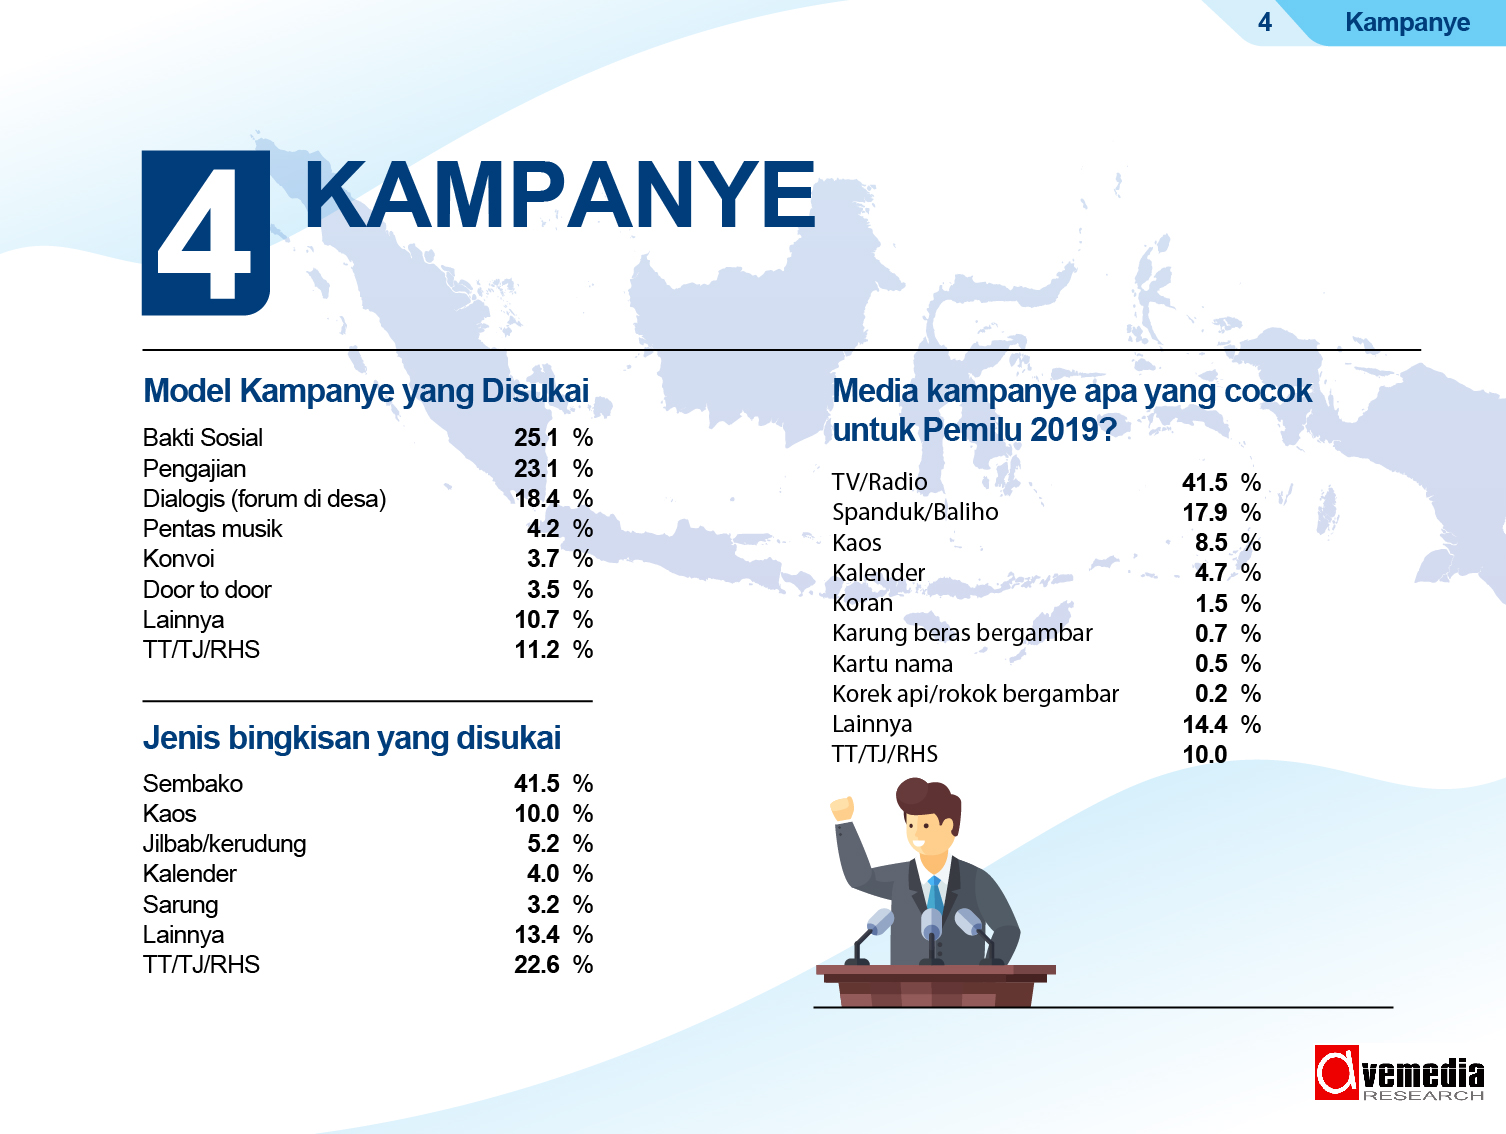 4 Kampanye
4 KAMPANYE
Model Kampanye yang Disukai
Bakti Sosial 25.1 %
Pengajian 23.1 %
Dialogis (forum di desa) 18.4 %
Pentas musik 4.2 %
Konvoi 3.7 %
Door to door 3.5 %
Lainnya 10.7 %
TT/TJ/RHS 11.2 %
Jenis bingkisan yang disukai
Sembako 41.5 %
Kaos 10.0 %
Jilbab/kerudung 5.2 %
Kalender 4.0 %
Sarung 3.2 %
Lainnya 13.4 %
TT/TJ/RHS 22.6 %
Media kampanye apa yang cocok
untuk Pemilu 2019?
TV/Radio 41.5 %
Spanduk/Baliho 17.9 %
Kaos 8.5 %
Kalender 4.7 %
Koran 1.5 %
Karung beras bergambar 0.7 %
Kartu nama 0.5 %
Korek api/rokok bergambar 0.2 %
Lainnya 14.4 %
TT/TJ/RHS 10.0
avemedia
RESEARCH